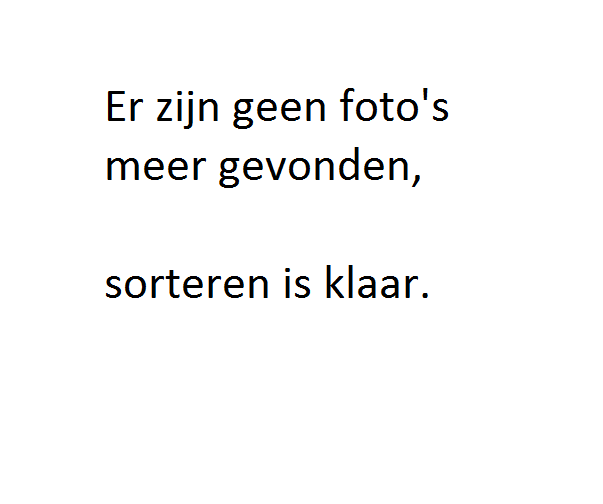 Er zijn geen foto's
meer gevonden,
sorteren is klaar.